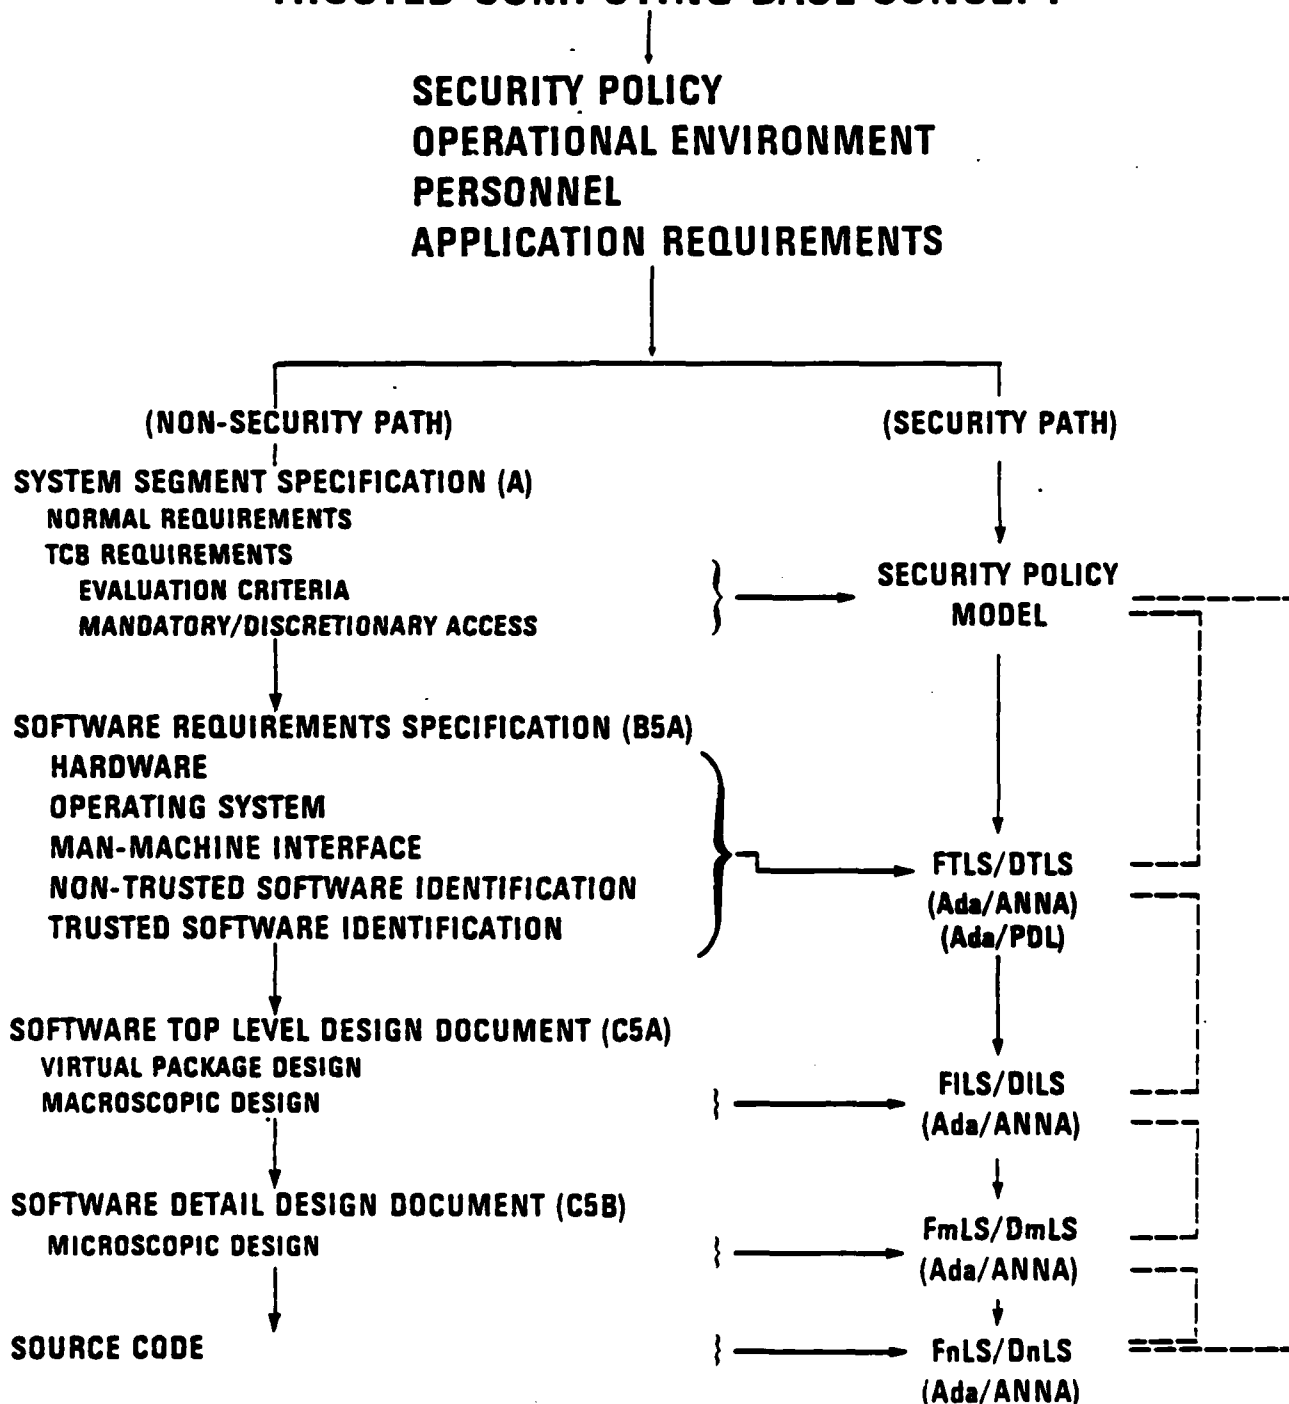 TRUSTED COMPUTING BASE CONCEPT
SECURITY POLICY
OPERATIONAL ENVIRONMENT
PERSONNEL
APPLICATION REQUIREMENTS
(NON-SECURITY PATH)
SYSTEM SEGMENT SPECIFICATION (A)
NORMAL REQUIREMENTS
TCB REQUIREMENTS
EVALUATION CRITERIA
MANDATORY/DISCRETIONARY ACCESS
SOFTWARE REQUIREMENTS SPECIFICATION (B5A)
HARDWARE
OPERATING SYSTEM
MAN-MACHINE INTERFACE
NON-TRUSTED SOFTWARE IDENTIFICATION
TRUSTED SOFTWARE IDENTIFICATION
SOFTWARE TOP LEVEL DESIGN DOCUMENT (C5A)
VIRTUAL PACKAGE DESIGN
MACROSCOPIC DESIGN
SOFTWARE DETAIL DESIGN DOCUMENT (C5B)
MICROSCOPIC DESIGN
SOURCE CODE
(SECURITY PATH)
SECURITY POLICY
MODEL
FTLS/DTLS
(Ada/ANNA)
(Ada/PDL)
FILS/DILS
(Ada/ANNA)
FmLS/DmLS
(Ada/ANNA)
FnLS/DnLS
(Ada/ANNA)